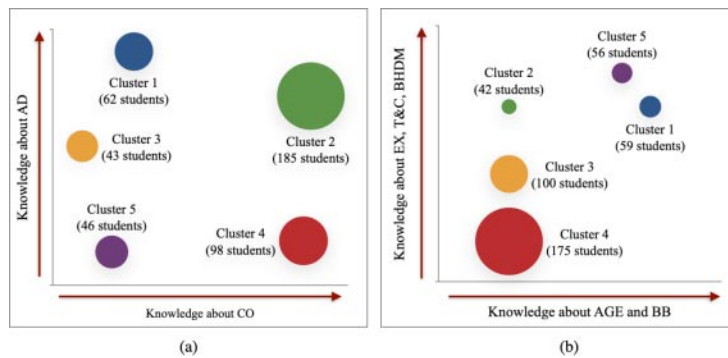 Knowledge about AD
Cluster 1
(62 students)
Cluster 2
(185 students)
Cluster 3
(43 students)
Cluster 5
(46 students)
Cluster 4
(98 students)
Knowledge about CO
(a)
Knowledge about EX, T&C, BHDM
Cluster 5
(56 students)
Cluster 2
(42 students)
Cluster 1
(59 students)
Cluster 3
(100 students)
Cluster 4
(175 students)
Knowledge about AGE and BB
(b)